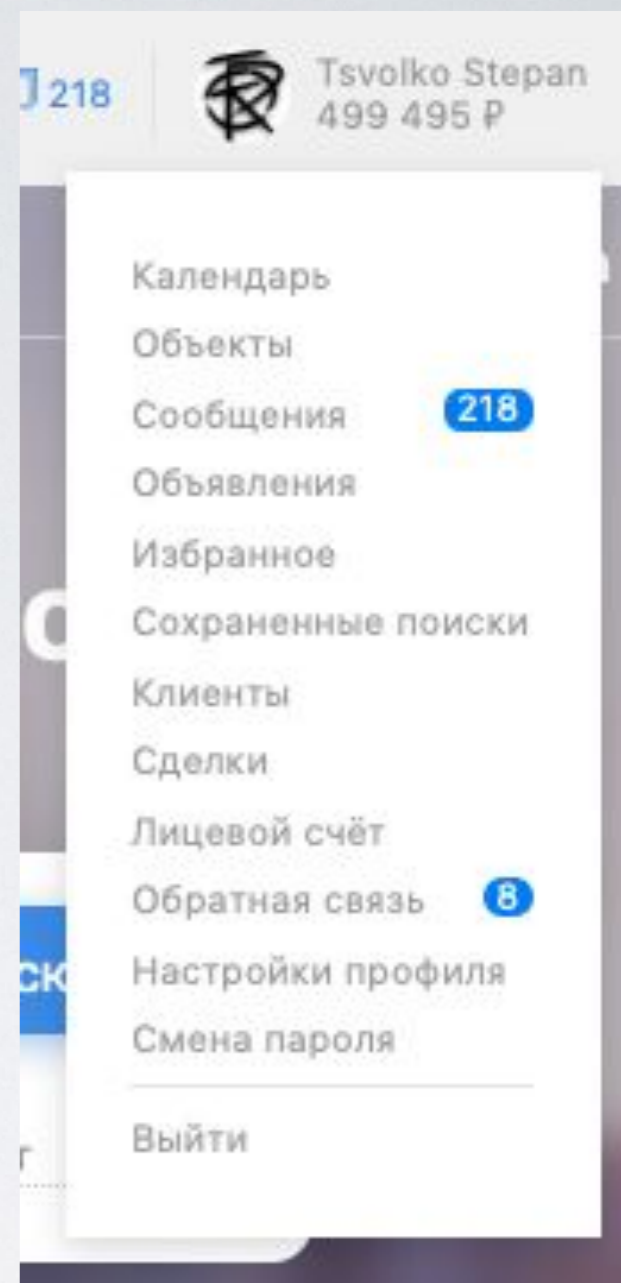 218
Tsvolko Stepan
499 495 ₽
Календарь
Объекты
Сообщения 218
Объявления
Избранное
Сохраненные поиски
Клиенты
Сделки
Лицевой счёт
Обратная связь 8
Настройки профиля
Смена пароля
Выйти